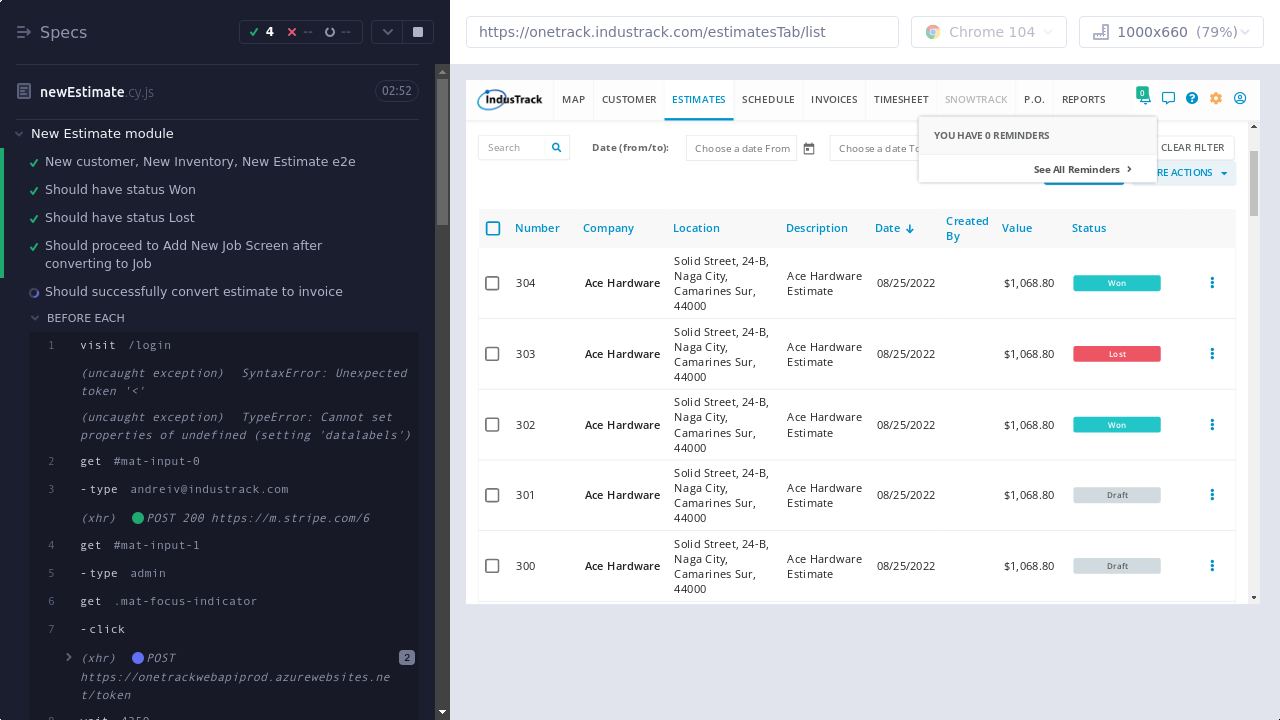 Specs
4 -- --
newEstimate.cy.js 02:52
New Estimate module
New customer, New Inventory, New Estimate e2e
Should have status Won
Should have status Lost
Should proceed to Add New Job Screen after
converting to Job
Should successfully convert estimate to invoice
BEFORE EACH
1 visit /login
(uncaught exception) SyntaxError: Unexpected
token '<'
(uncaught exception) TypeError: Cannot set
properties of undefined (setting 'datalabels')
2 get #mat-input-0
3 -type andreiv@industrack.com
(xhr) POST 200 https://m.stripe.com/6
4 get #mat-input-1
5 -type admin
6 get .mat-focus-indicator
7 -click
(xhr) POST 2
https://onetrackwebapiprod.azurewebsites.ne
t/token
https://onetrack.industrack.com/estimatesTab/list
Chrome 104
1000x660 (79%)
IndusTrack MAP CUSTOMER ESTIMATES SCHEDULE INVOICES TIMESHEET SNOWTRACK P.O. REPORTS 0
YOU HAVE 0 REMINDERS
See All Reminders
Search Date (from/to): Choose a date From Choose a date To CLEAR FILTER
RE ACTIONS
Number Company Location Description Date Created By Value Status
304 Ace Hardware Solid Street, 24-B, Naga City, Camarines Sur, 44000 Ace Hardware Estimate 08/25/2022 $1,068.80 Won
303 Ace Hardware Solid Street, 24-B, Naga City, Camarines Sur, 44000 Ace Hardware Estimate 08/25/2022 $1,068.80 Lost
302 Ace Hardware Solid Street, 24-B, Naga City, Camarines Sur, 44000 Ace Hardware Estimate 08/25/2022 $1,068.80 Won
301 Ace Hardware Solid Street, 24-B, Naga City, Camarines Sur, 44000 Ace Hardware Estimate 08/25/2022 $1,068.80 Draft
300 Ace Hardware Solid Street, 24-B, Naga City, Camarines Sur, 44000 Ace Hardware Estimate 08/25/2022 $1,068.80 Draft